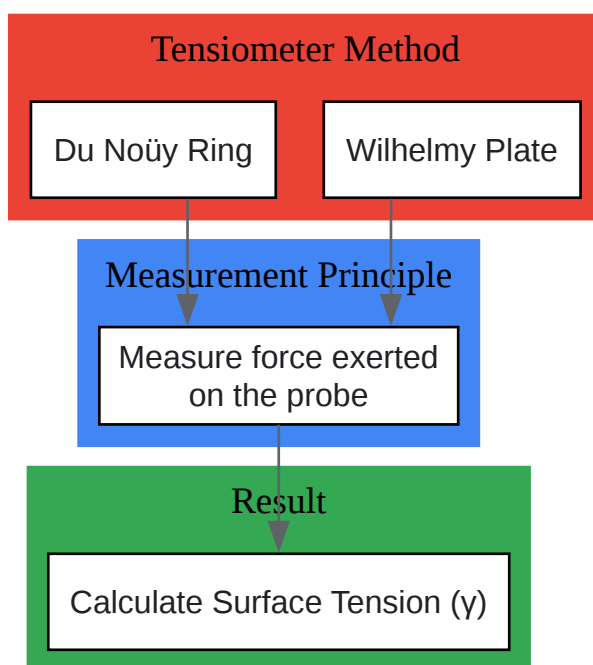 Tensiometer Method
Du Noüy Ring
Wilhelmy Plate
Measurement Principle
Measure force exerted
on the probe
Result
Calculate Surface Tension (γ)